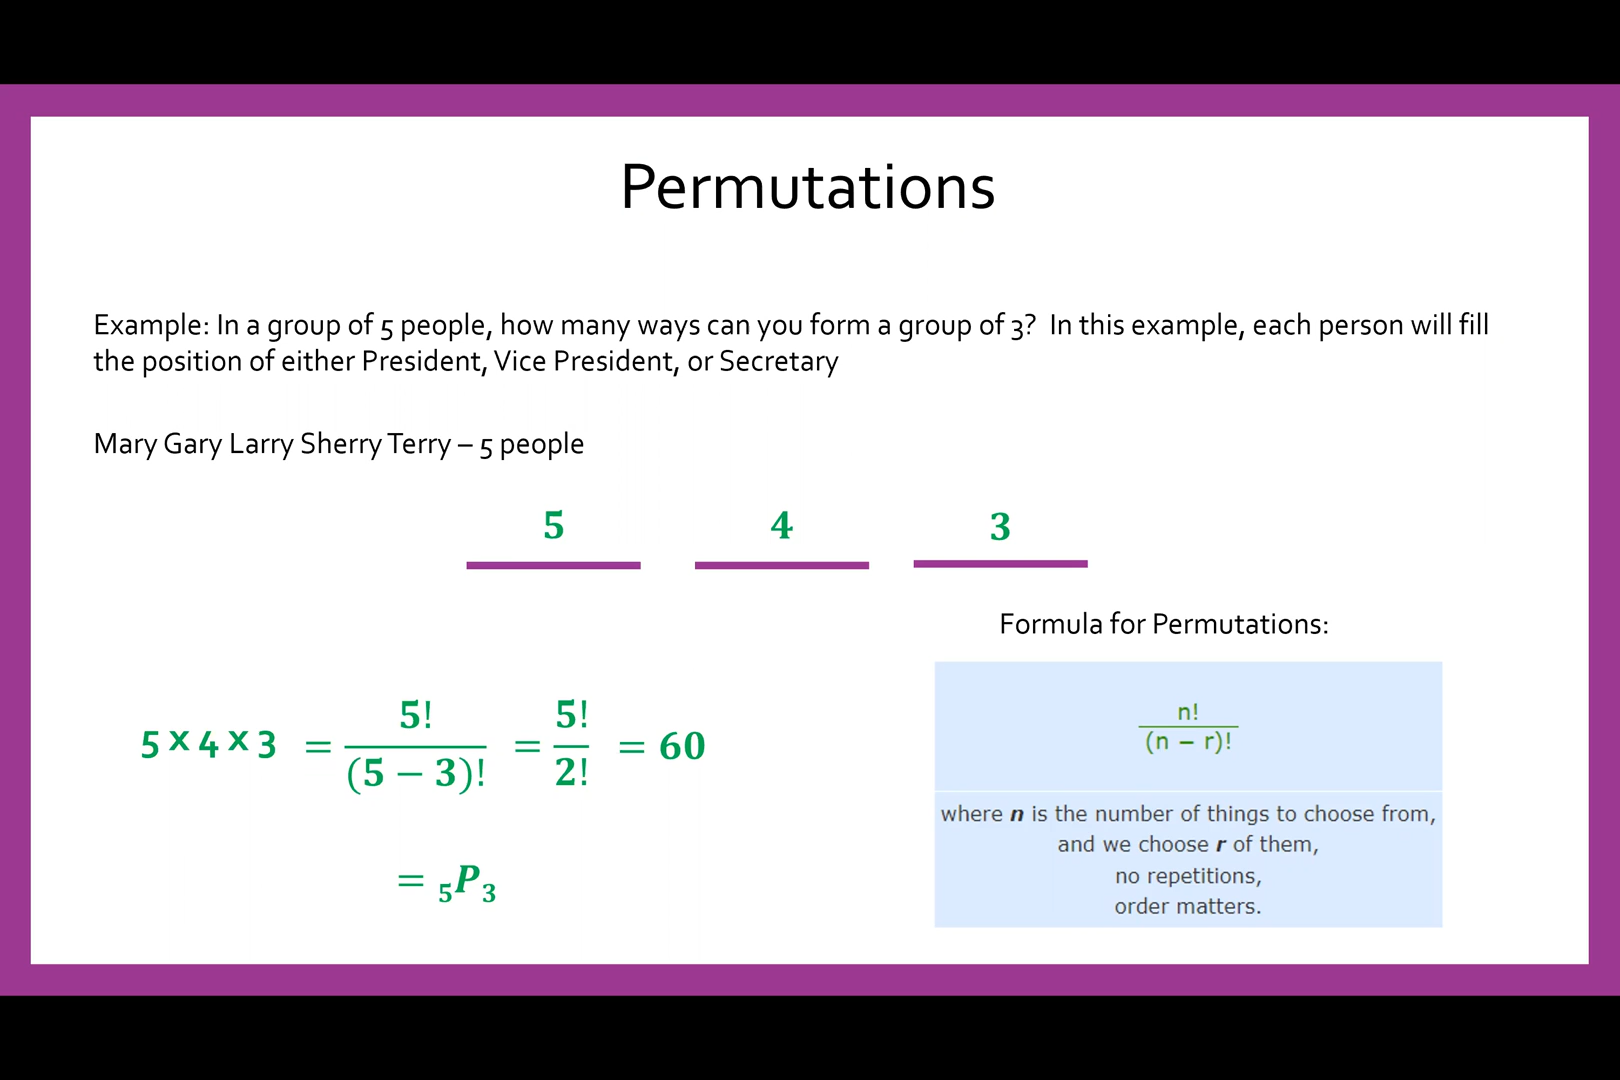 Permutations
Example: In a group of 5 people, how many ways can you form a group of 3? In this example, each person will fill
the position of either President, Vice President, or Secretary
Mary Gary Larry Sherry Terry – 5 people
5 4 3
Formula for Permutations:
5 x 4 x 3 = 5!/(5 − 3)! = 5!/2! = 60
= ₅P₃
n!
(n − r)!
where n is the number of things to choose from,
and we choose r of them,
no repetitions,
order matters.